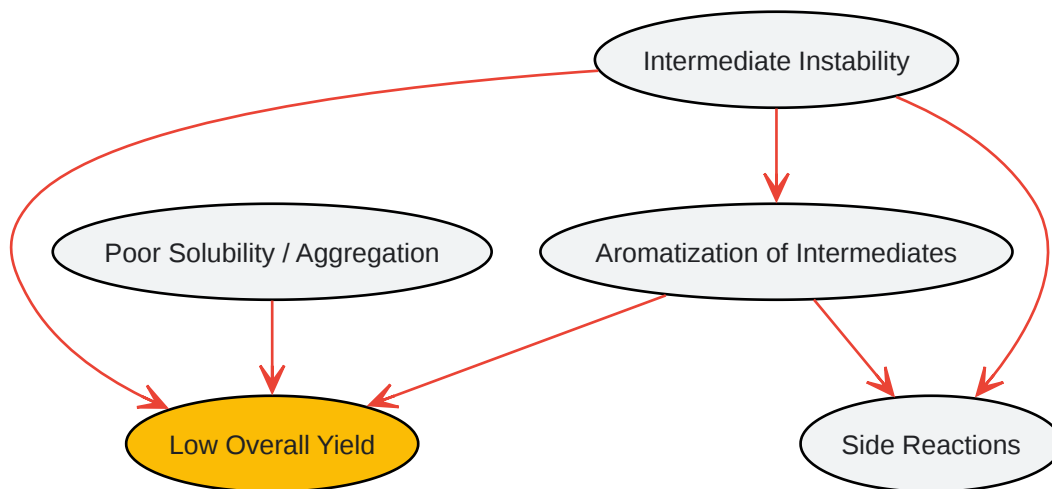 Intermediate Instability
Poor Solubility / Aggregation
Aromatization of Intermediates
Low Overall Yield
Side Reactions